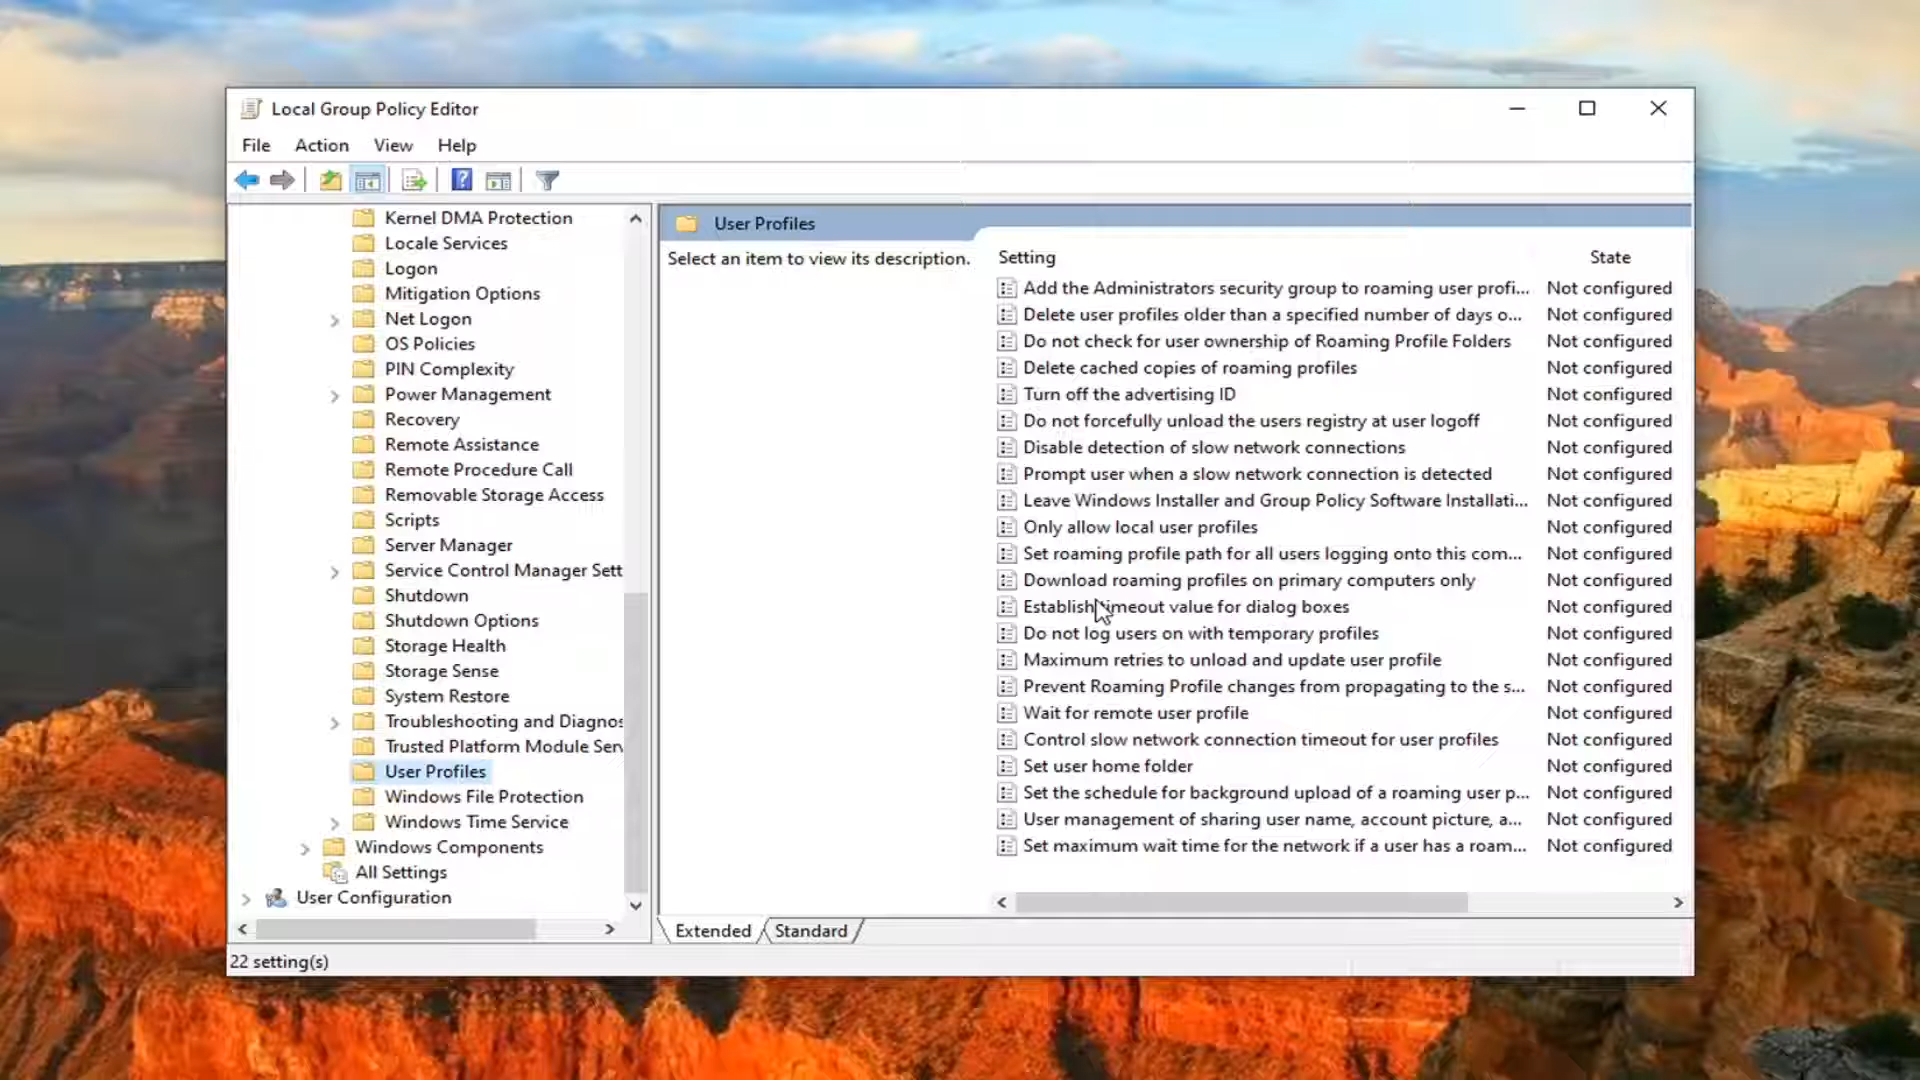 Local Group Policy Editor
File Action View Help
Kernel DMA Protection
Locale Services
Logon
Mitigation Options
Net Logon
OS Policies
PIN Complexity
Power Management
Recovery
Remote Assistance
Remote Procedure Call
Removable Storage Access
Scripts
Server Manager
Service Control Manager Sett
Shutdown
Shutdown Options
Storage Health
Storage Sense
System Restore
Troubleshooting and Diagnos
Trusted Platform Module Serv
User Profiles
Windows File Protection
Windows Time Service
Windows Components
All Settings
User Configuration
User Profiles
Select an item to view its description.
Setting State
Add the Administrators security group to roaming user profi... Not configured
Delete user profiles older than a specified number of days o... Not configured
Do not check for user ownership of Roaming Profile Folders Not configured
Delete cached copies of roaming profiles Not configured
Turn off the advertising ID Not configured
Do not forcefully unload the users registry at user logoff Not configured
Disable detection of slow network connections Not configured
Prompt user when a slow network connection is detected Not configured
Leave Windows Installer and Group Policy Software Installati... Not configured
Only allow local user profiles Not configured
Set roaming profile path for all users logging onto this com... Not configured
Download roaming profiles on primary computers only Not configured
Establish timeout value for dialog boxes Not configured
Do not log users on with temporary profiles Not configured
Maximum retries to unload and update user profile Not configured
Prevent Roaming Profile changes from propagating to the s... Not configured
Wait for remote user profile Not configured
Control slow network connection timeout for user profiles Not configured
Set user home folder Not configured
Set the schedule for background upload of a roaming user p... Not configured
User management of sharing user name, account picture, a... Not configured
Set maximum wait time for the network if a user has a roam... Not configured
Extended Standard
22 setting(s)